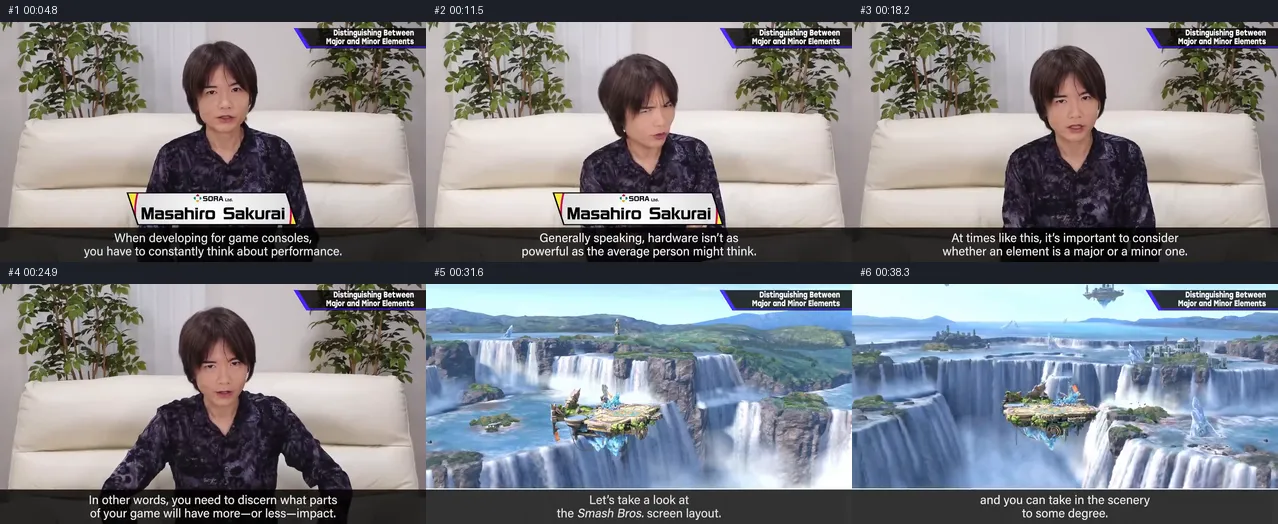 #1 00:04.8
Distinguishing Between
Major and Minor Elements
SORA Ltd.
Masahiro Sakurai
When developing for game consoles,
you have to constantly think about performance.
#2 00:11.5
Distinguishing Between
Major and Minor Elements
SORA Ltd.
Masahiro Sakurai
Generally speaking, hardware isn't as
powerful as the average person might think.
#3 00:18.2
Distinguishing Between
Major and Minor Elements
At times like this, it's important to consider
whether an element is a major or a minor one.
#4 00:24.9
Distinguishing Between
Major and Minor Elements
In other words, you need to discern what parts
of your game will have more—or less—impact.
#5 00:31.6
Distinguishing Between
Major and Minor Elements
Let's take a look at
the Smash Bros. screen layout.
#6 00:38.3
Distinguishing Between
Major and Minor Elements
and you can take in the scenery
to some degree.